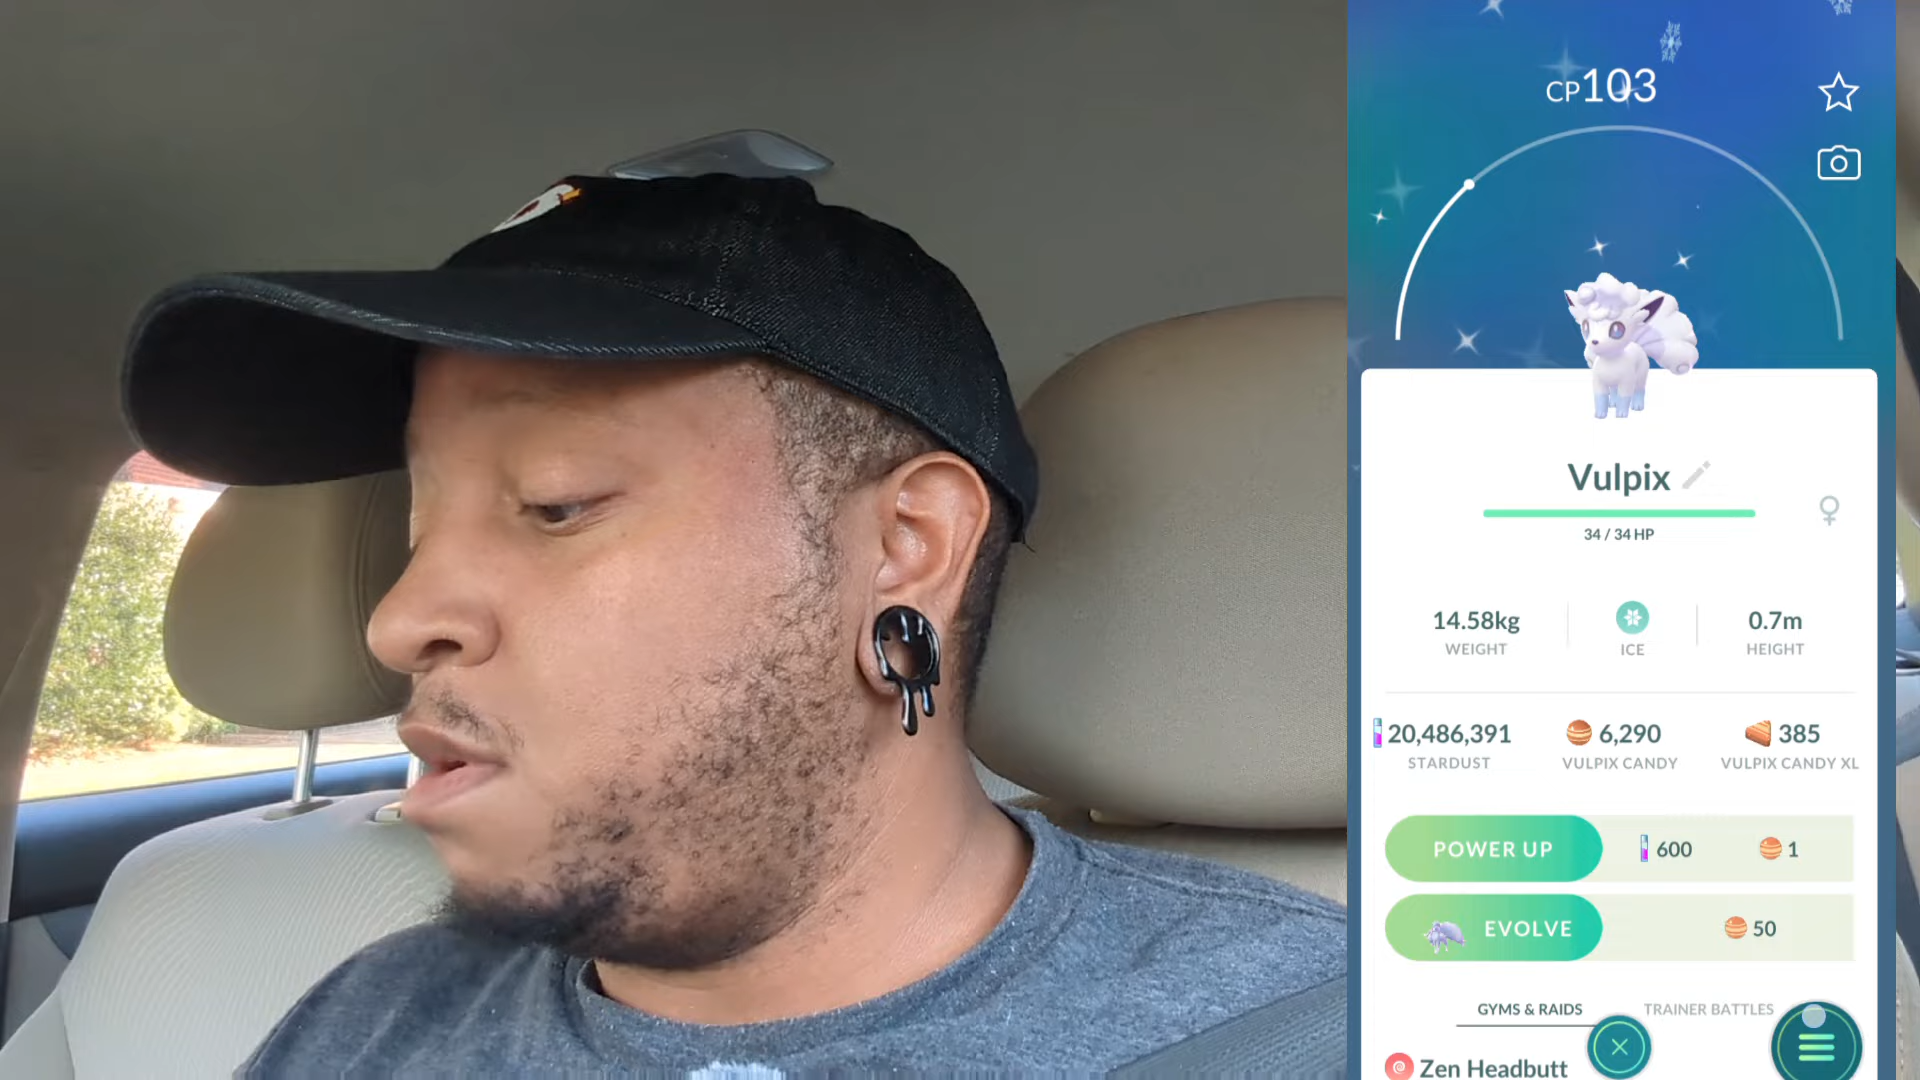 CP103
Vulpix
34 / 34 HP
14.58kg
WEIGHT
ICE
0.7m
HEIGHT
20,486,391
STARDUST
6,290
VULPIX CANDY
385
VULPIX CANDY XL
POWER UP
600
1
EVOLVE
50
GYMS & RAIDS
TRAINER BATTLES
Zen Headbutt